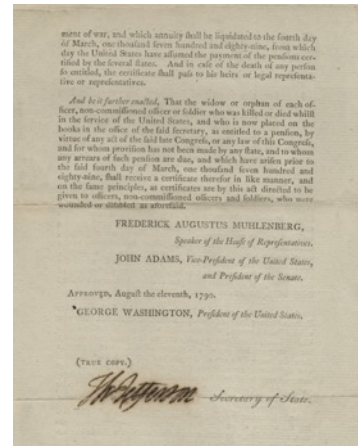 ment of war, and which annuity ſhall be liquidated to the fourth day
of March, one thouſand ſeven hundred and eighty-nine, from which
day the United States have aſſumed the payment of the penſions cer-
tified by the ſeveral ſtates. And in caſe of the death of any perſon
ſo entitled, the certificate ſhall paſs to his heirs or legal repreſenta-
tive or repreſentatives.
And be it further enacted, That the widow or orphan of each of-
ficer, non-commiſſioned officer or ſoldier who was killed or died whilſt
in the ſervice of the United States, and who is now placed on the
books in the office of the ſaid ſecretary, as entitled to a penſion, by
virtue of any act of the ſaid late Congreſs, or any law of this Congreſs,
and for whom proviſion has not been made by any ſtate, and to whom
any arrears of ſuch penſion are due, and which have ariſen prior to
the ſaid fourth day of March, one thouſand ſeven hundred and
eighty-nine, ſhall receive a certificate therefor in like manner, and
on the ſame principles, as certificates are by this act directed to be
given to officers, non-commiſſioned officers and ſoldiers, who were
wounded or diſabled as aforeſaid.
FREDERICK AUGUSTUS MUHLENBERG,
Speaker of the Houſe of Repreſentatives.
JOHN ADAMS, Vice-Preſident of the United States,
and Preſident of the Senate.
APPROVED, Auguſt the eleventh, 1790.
GEORGE WASHINGTON, Preſident of the United States.
(TRUE COPY.)
Th Jefferson Secretary of State.